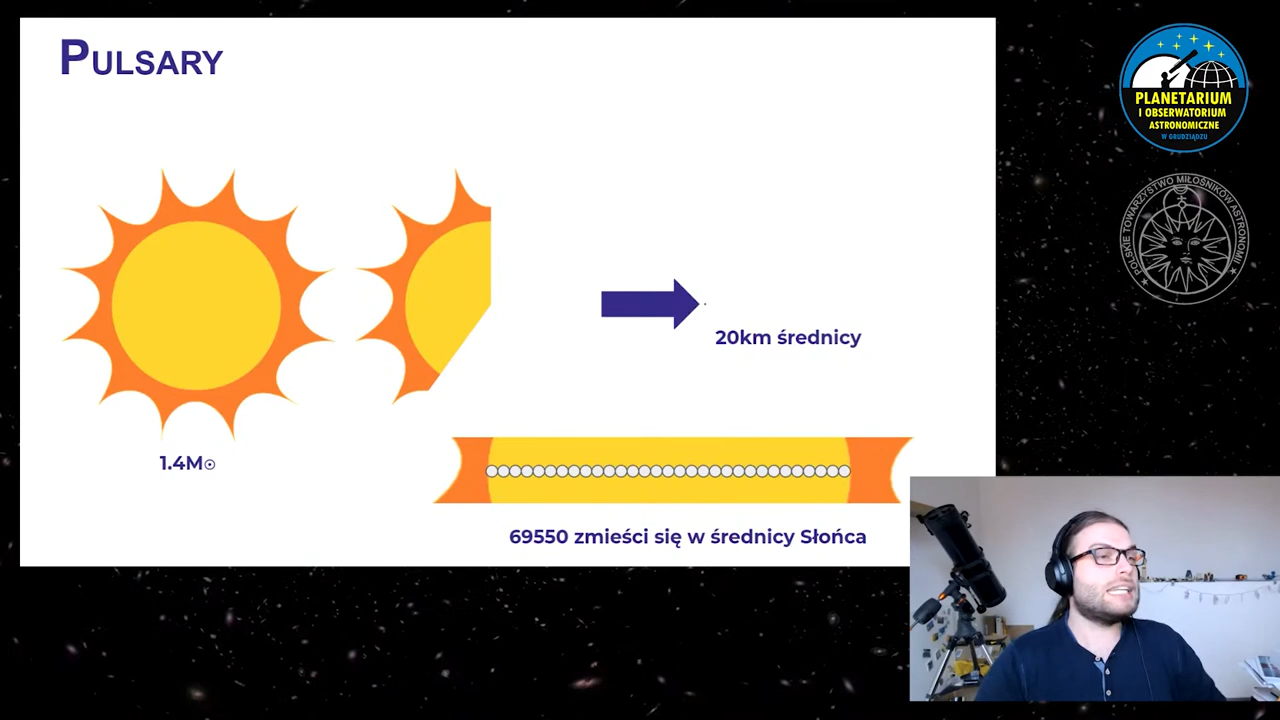 PULSARY
PLANETARIUM
I OBSERWATORIUM
ASTRONOMICZNE
W GRUDZIĄDZU
POLSKIE TOWARZYSTWO MIŁOŚNIKÓW ASTRONOMII
20km średnicy
1.4M☉
69550 zmieści się w średnicy Słońca